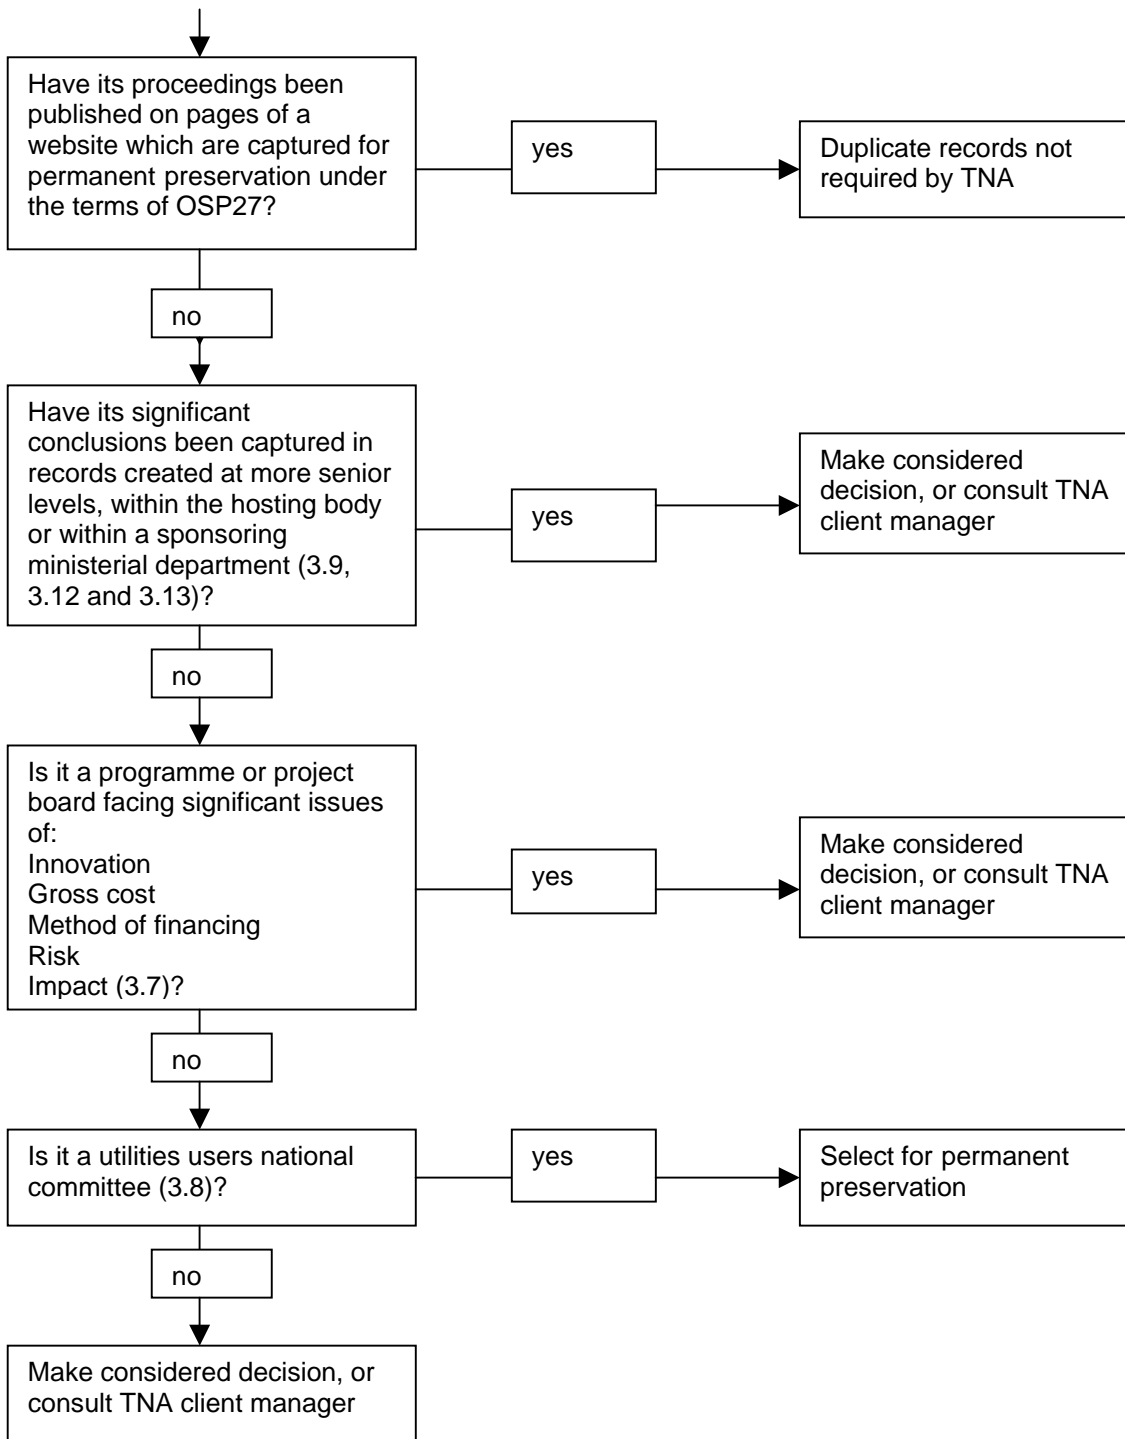 Have its proceedings been
published on pages of a
website which are captured for
permanent preservation under
the terms of OSP27?
yes
Duplicate records not
required by TNA
no
Have its significant
conclusions been captured in
records created at more senior
levels, within the hosting body
or within a sponsoring
ministerial department (3.9,
3.12 and 3.13)?
yes
Make considered
decision, or consult TNA
client manager
no
Is it a programme or project
board facing significant issues
of:
Innovation
Gross cost
Method of financing
Risk
Impact (3.7)?
yes
Make considered
decision, or consult TNA
client manager
no
Is it a utilities users national
committee (3.8)?
yes
Select for permanent
preservation
no
Make considered decision, or
consult TNA client manager